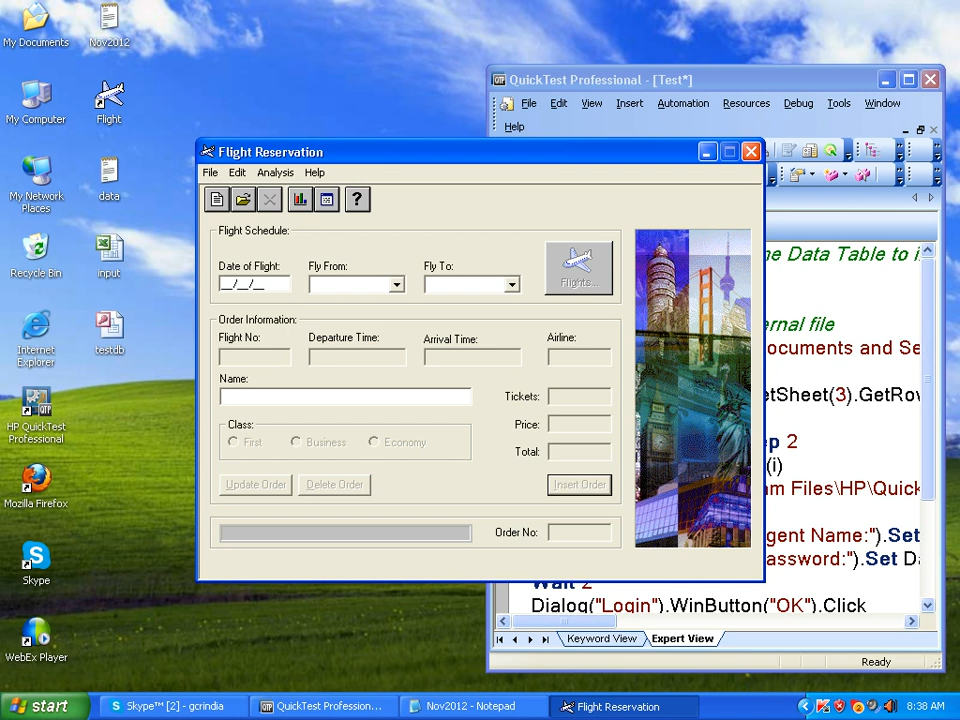 My Documents
Nov2012
My Computer
Flight
My Network
Places
data
Recycle Bin
input
Internet
Explorer
testdb
HP QuickTest
Professional
Mozilla Firefox
Skype
WebEx Player
QuickTest Professional - [Test*]
File Edit View Insert Automation Resources Debug Tools Window
Help
Flight Reservation
File Edit Analysis Help
Flight Schedule:
Date of Flight: Fly From: Fly To:
__/__/__
Flights...
Order Information:
Flight No: Departure Time: Arrival Time: Airline:
Name:
Tickets:
Class:
First Business Economy
Price:
Total:
Update Order Delete Order Insert Order
Order No:
Data Table to i
ernal file
ocuments and Se
etSheet(3).GetRow
ep 2
(i)
am Files\HP\Quick
gent Name:").Set
assword:").Set Da
Wait 2
Dialog("Login").WinButton("OK").Click
Keyword View Expert View
Ready
start
Skype™ [2] - gcrindia
QuickTest Profession...
Nov2012 - Notepad
Flight Reservation
8:38 AM